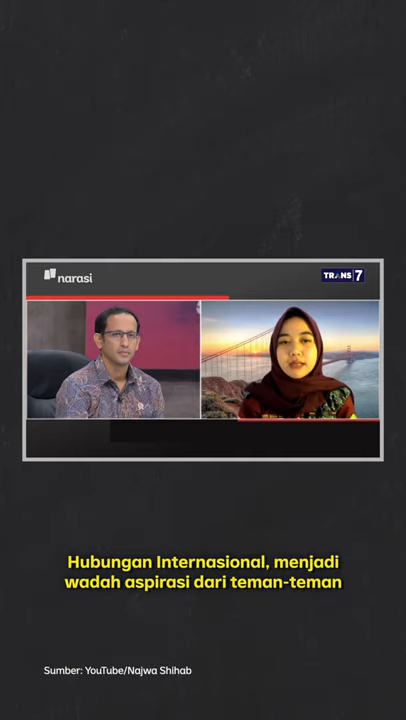 narasi
TRANS 7
Hubungan Internasional, menjadi
wadah aspirasi dari teman-teman
Sumber: YouTube/Najwa Shihab